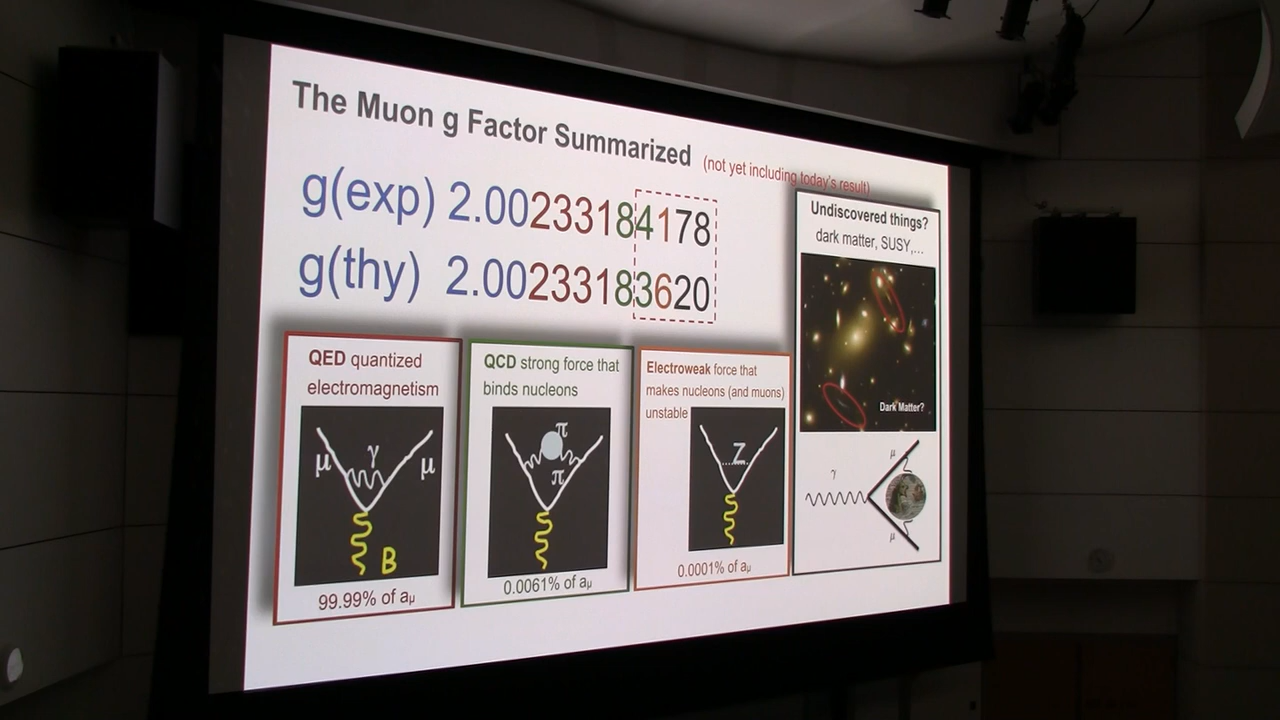 The Muon g Factor Summarized (not yet including today's result)
g(exp) 2.00233184178
g(thy) 2.00233183620
QED quantized
electromagnetism
μ γ μ
B
99.99% of aμ
QCD strong force that
binds nucleons
π
π
0.0061% of aμ
Electroweak force that
makes nucleons (and muons)
unstable
Z
0.0001% of aμ
Undiscovered things?
dark matter, SUSY,...
Dark Matter?
μ
γ
μ